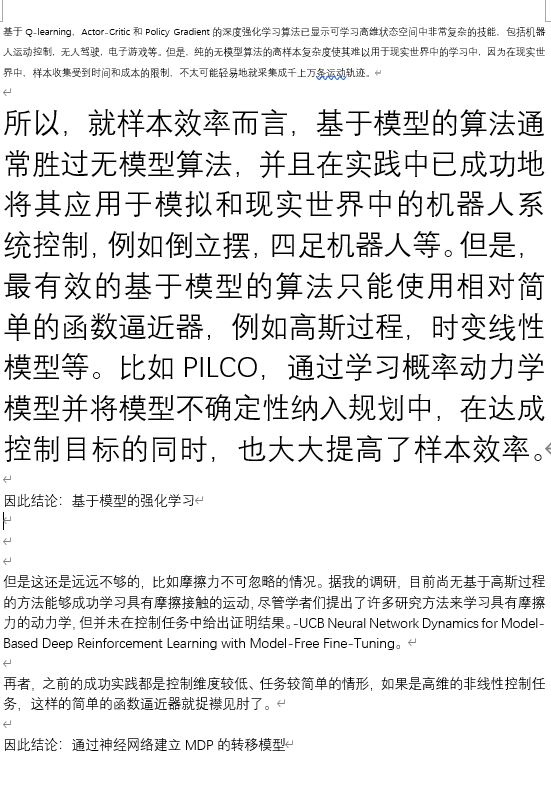 基于 Q-learning，Actor-Critic 和 Policy Gradient 的深度强化学习算法已显示可学习高维状态空间中非常复杂的技能，包括机器
人运动控制，无人驾驶，电子游戏等。但是，纯的无模型算法的高样本复杂度使其难以用于现实世界中的学习中，因为在现实世
界中，样本收集受到时间和成本的限制，不太可能轻易地就采集成千上万条运动轨迹。
所以，就样本效率而言，基于模型的算法通
常胜过无模型算法，并且在实践中已成功地
将其应用于模拟和现实世界中的机器人系
统控制，例如倒立摆，四足机器人等。但是，
最有效的基于模型的算法只能使用相对简
单的函数逼近器，例如高斯过程，时变线性
模型等。比如 PILCO，通过学习概率动力学
模型并将模型不确定性纳入规划中，在达成
控制目标的同时，也大大提高了样本效率。
因此结论：基于模型的强化学习
但是这还是远远不够的，比如摩擦力不可忽略的情况。据我的调研，目前尚无基于高斯过程
的方法能够成功学习具有摩擦接触的运动，尽管学者们提出了许多研究方法来学习具有摩擦
力的动力学，但并未在控制任务中给出证明结果。-UCB Neural Network Dynamics for Model-
Based Deep Reinforcement Learning with Model-Free Fine-Tuning。
再者，之前的成功实践都是控制维度较低、任务较简单的情形，如果是高维的非线性控制任
务，这样的简单的函数逼近器就捉襟见肘了。
因此结论：通过神经网络建立 MDP 的转移模型